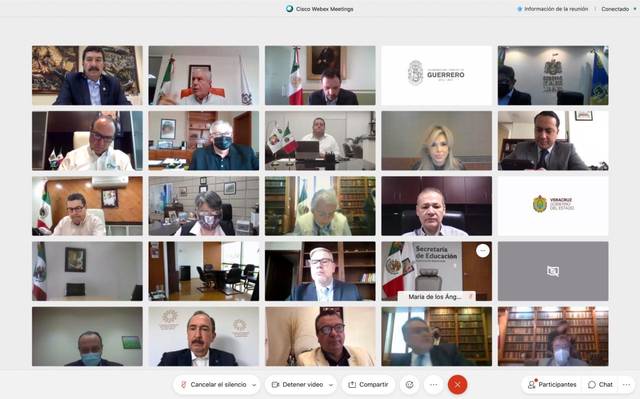 Cisco Webex Meetings
Información de la reunión
Conectado
GUERRERO
VERACRUZ
GOBIERNO
DEL ESTADO
Secretaría
de Educación
María de los Áng...
Cancelar el silencio
Detener video
Compartir
Participantes
Chat